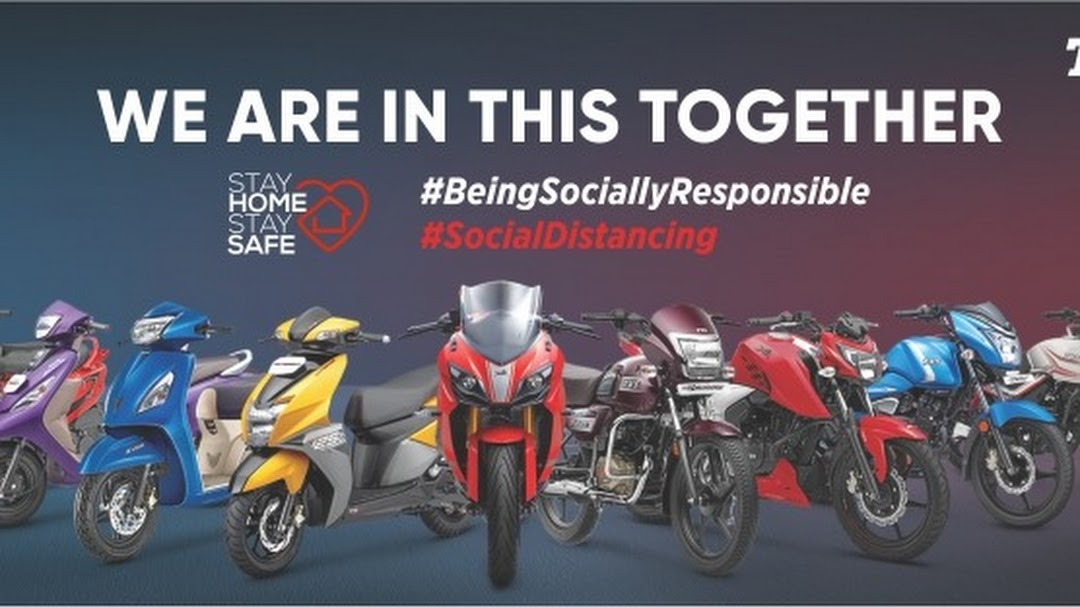 WE ARE IN THIS TOGETHER
STAY
HOME
STAY
SAFE
#BeingSociallyResponsible
#SocialDistancing